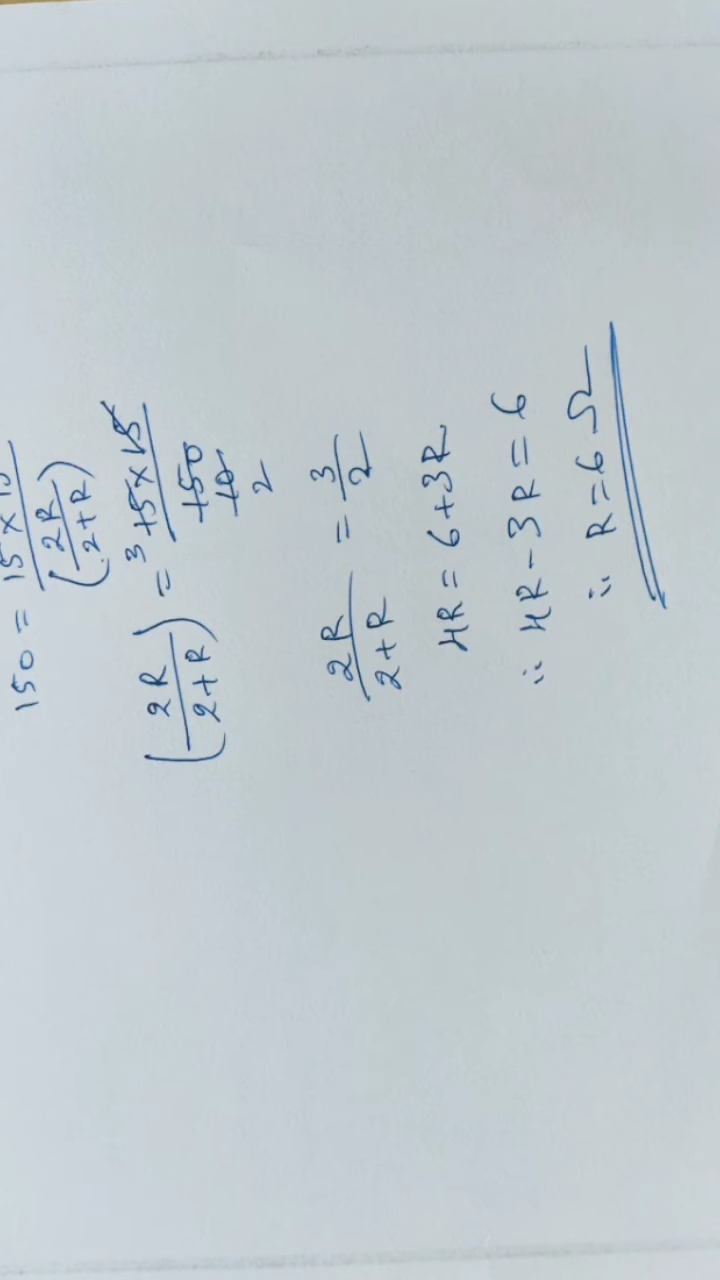 150 = 15 × 15 / (2R / 2+R)
(2R / 2+R) = 3 15 × 15 / 150 10 2
2R / 2+R = 3 / 2
4R = 6 + 3R
∴ 4R - 3R = 6
∴ R = 6 Ω